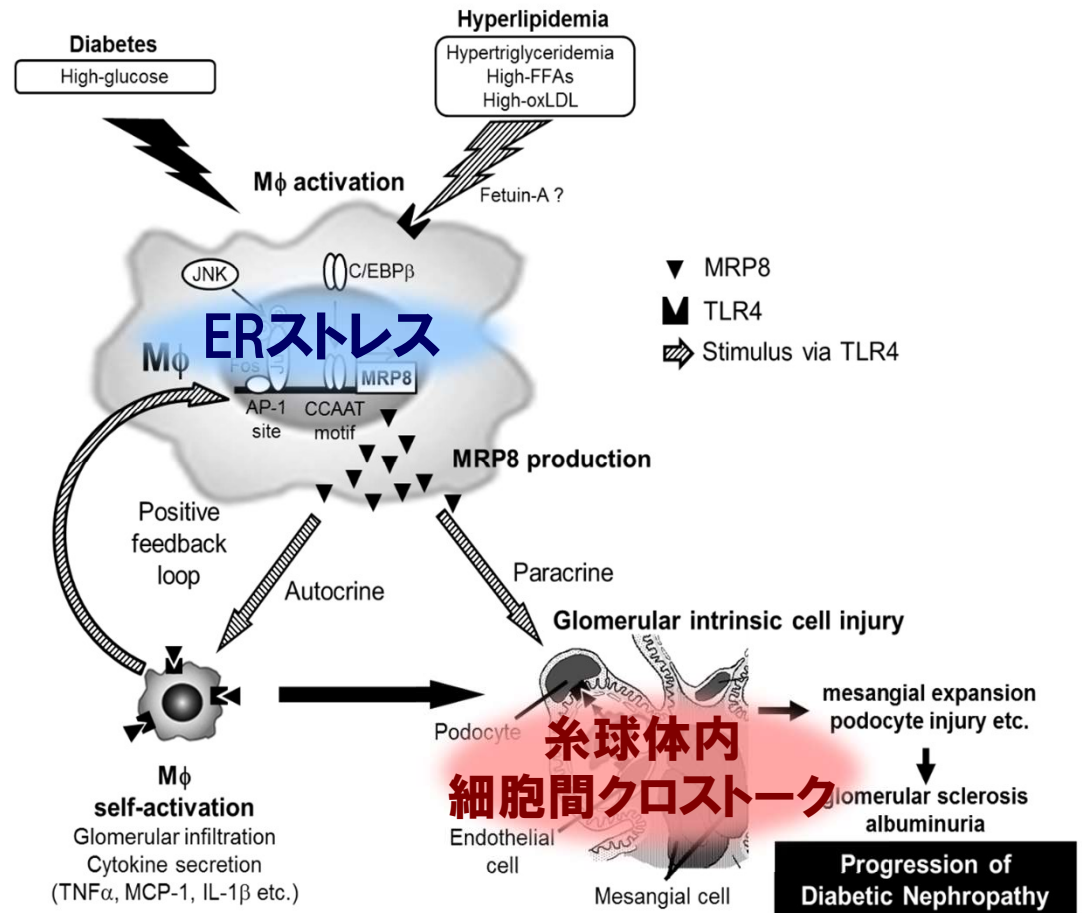 Diabetes
High-glucose
Hyperlipidemia
Hypertriglyceridemia
High-FFAs
High-oxLDL
Mϕ activation
Fetuin-A ?
JNK
C/EBPβ
ERストレス
Mϕ
Fos
MRP8
AP-1
site
CCAAT
motif
MRP8
TLR4
Stimulus via TLR4
MRP8 production
Positive
feedback
loop
Autocrine
Paracrine
Glomerular intrinsic cell injury
Podocyte
糸球体内
細胞間クロストーク
Endothelial
cell
Mesangial cell
mesangial expansion
podocyte injury etc.
glomerular sclerosis
albuminuria
Progression of
Diabetic Nephropathy
Mϕ
self-activation
Glomerular infiltration
Cytokine secretion
(TNFα, MCP-1, IL-1β etc.)